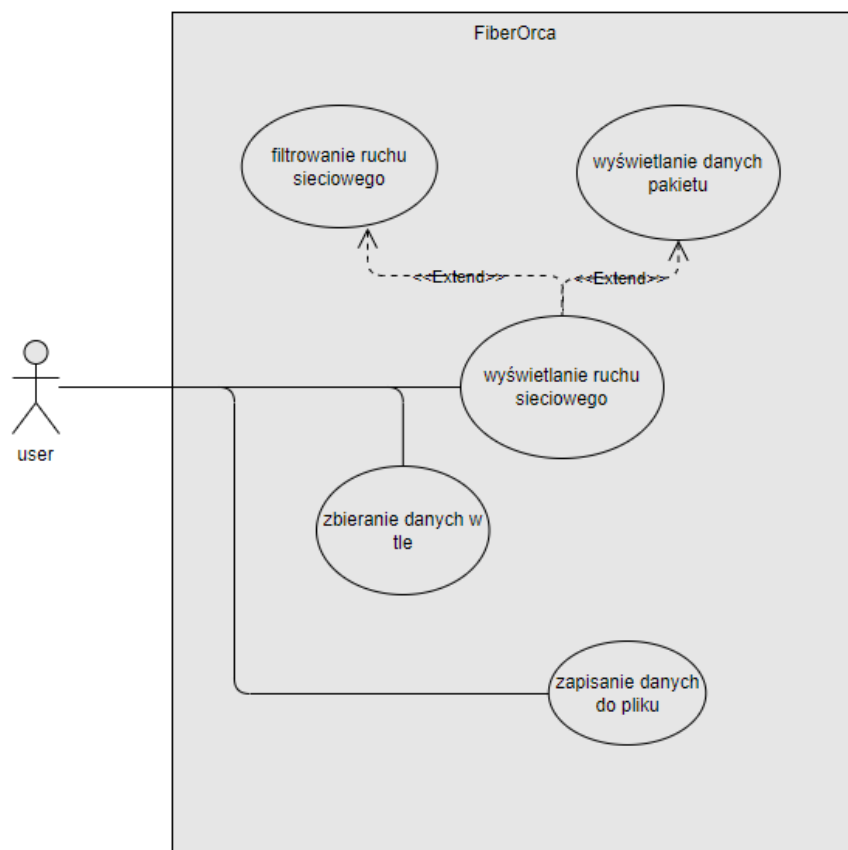 FiberOrca
filtrowanie ruchu
sieciowego
wyświetlanie danych
pakietu
<<Extend>>
<<Extend>>
wyświetlanie ruchu
sieciowego
user
zbieranie danych w
tle
zapisanie danych
do pliku